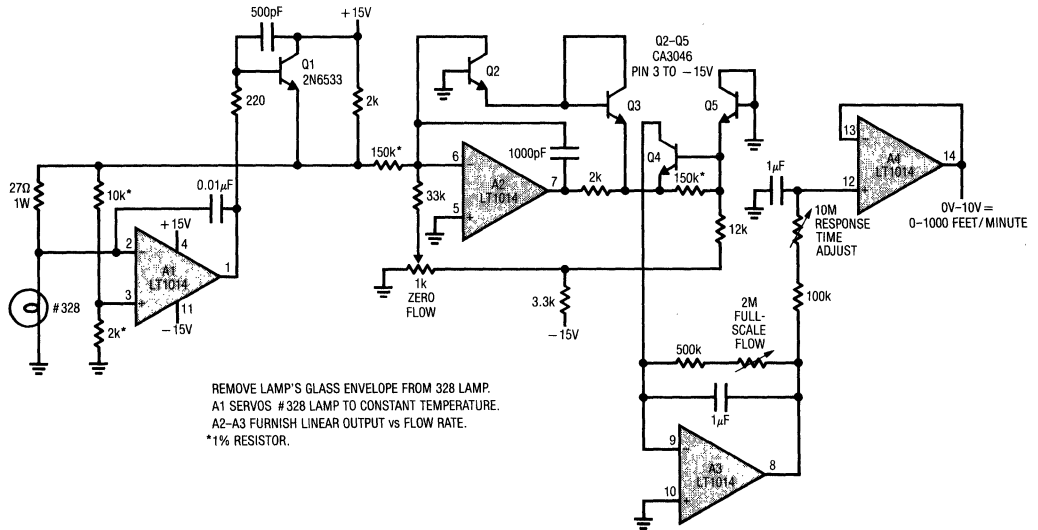 500pF
+15V
Q1
2N6533
220
2k
27Ω
1W
10k*
0.01µF
+15V
2
4
A1
LT1014
1
3
11
-15V
#328
2k*
150k*
Q2
Q2–Q5
CA3046
PIN 3 TO –15V
Q3
Q5
Q4
1000pF
6
A2
LT1014
7
5
33k
2k
150k*
12k
1k
ZERO
FLOW
3.3k
-15V
1µF
13
A4
LT1014
14
12
10M
RESPONSE
TIME
ADJUST
0V-10V =
0-1000 FEET/MINUTE
100k
2M
FULL-
SCALE
FLOW
500k
1µF
9
A3
LT1014
8
10
REMOVE LAMP'S GLASS ENVELOPE FROM 328 LAMP.
A1 SERVOS #328 LAMP TO CONSTANT TEMPERATURE.
A2–A3 FURNISH LINEAR OUTPUT vs FLOW RATE.
*1% RESISTOR.